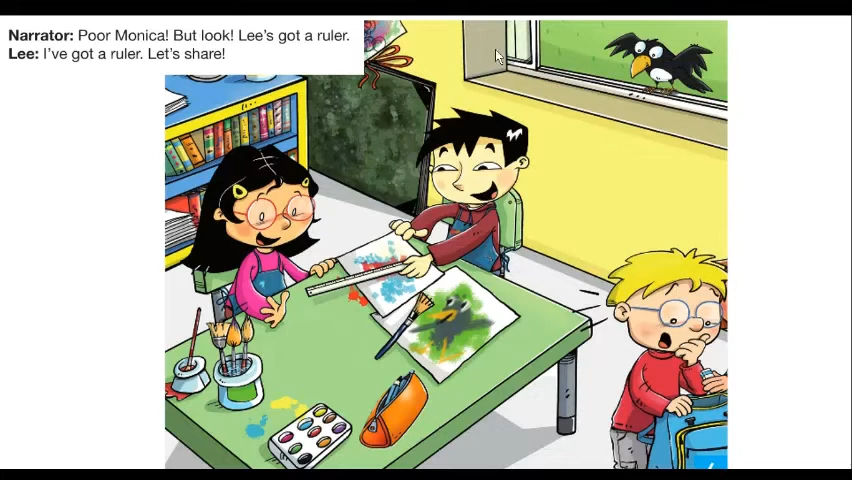 Narrator: Poor Monica! But look! Lee's got a ruler.
Lee: I've got a ruler. Let's share!